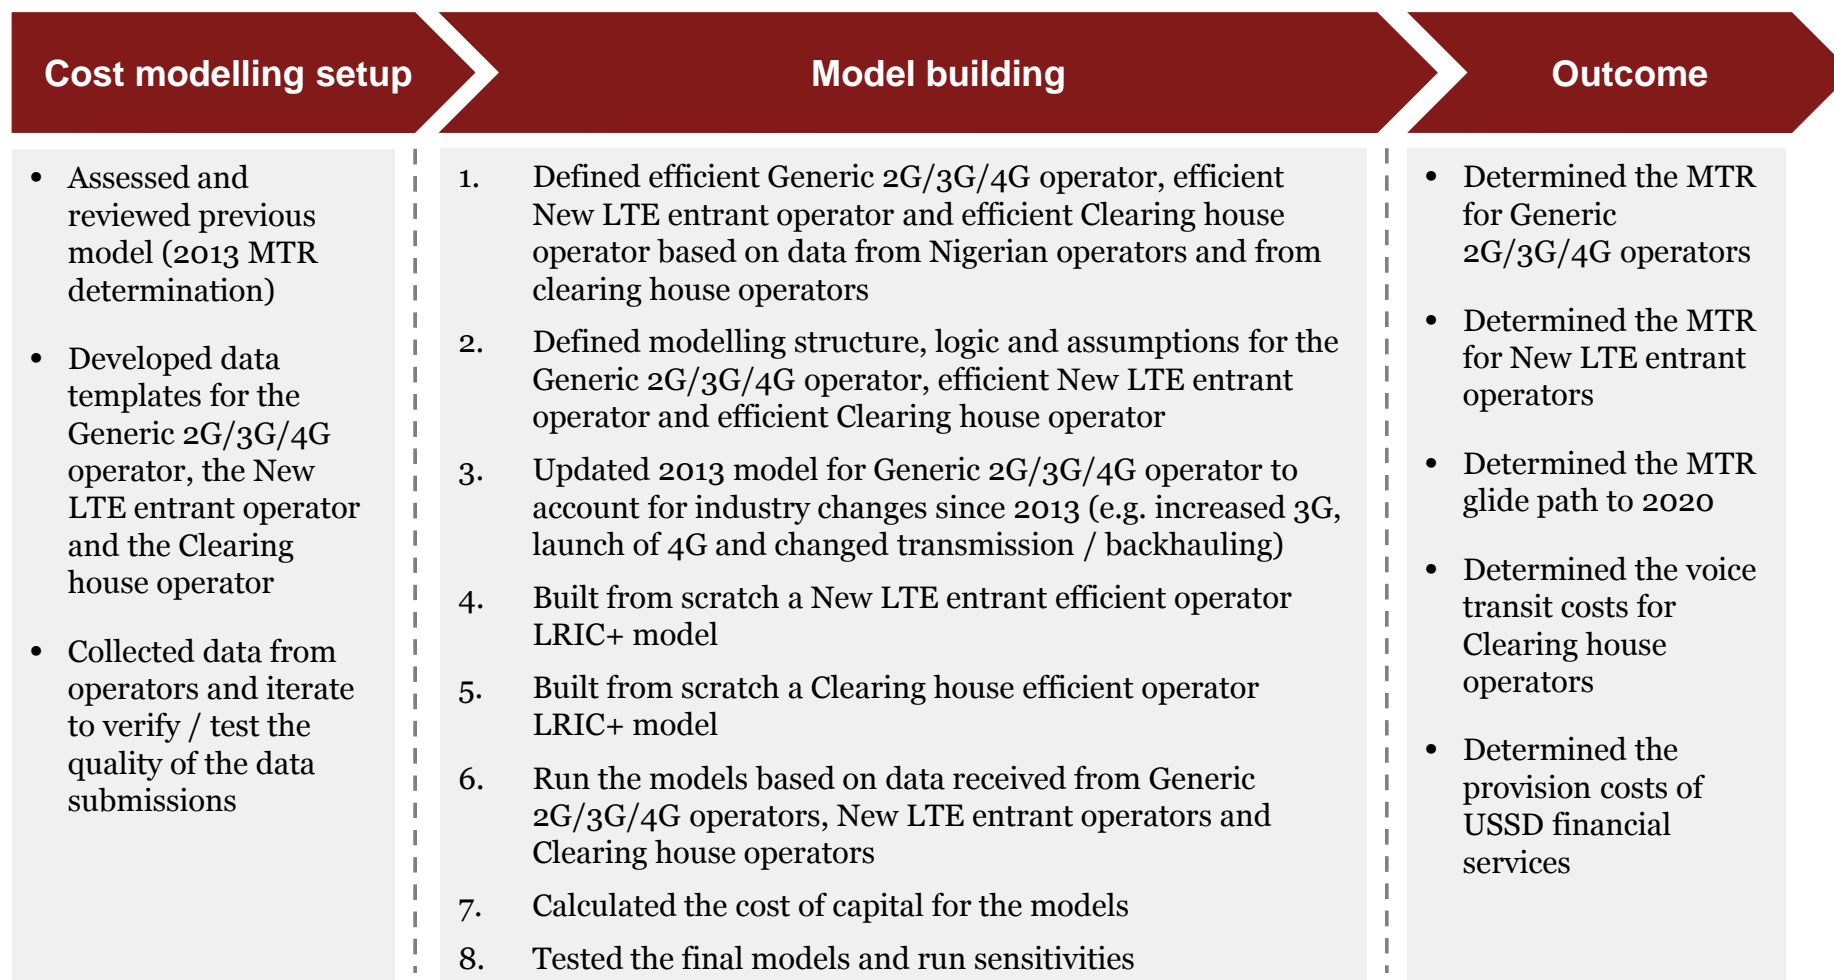 Cost modelling setup
Model building
Outcome
• Assessed and
reviewed previous
model (2013 MTR
determination)
• Developed data
templates for the
Generic 2G/3G/4G
operator, the New
LTE entrant operator
and the Clearing
house operator
• Collected data from
operators and iterate
to verify / test the
quality of the data
submissions
1. Defined efficient Generic 2G/3G/4G operator, efficient
New LTE entrant operator and efficient Clearing house
operator based on data from Nigerian operators and from
clearing house operators
2. Defined modelling structure, logic and assumptions for the
Generic 2G/3G/4G operator, efficient New LTE entrant
operator and efficient Clearing house operator
3. Updated 2013 model for Generic 2G/3G/4G operator to
account for industry changes since 2013 (e.g. increased 3G,
launch of 4G and changed transmission / backhauling)
4. Built from scratch a New LTE entrant efficient operator
LRIC+ model
5. Built from scratch a Clearing house efficient operator
LRIC+ model
6. Run the models based on data received from Generic
2G/3G/4G operators, New LTE entrant operators and
Clearing house operators
7. Calculated the cost of capital for the models
8. Tested the final models and run sensitivities
• Determined the MTR
for Generic
2G/3G/4G operators
• Determined the MTR
for New LTE entrant
operators
• Determined the MTR
glide path to 2020
• Determined the voice
transit costs for
Clearing house
operators
• Determined the
provision costs of
USSD financial
services